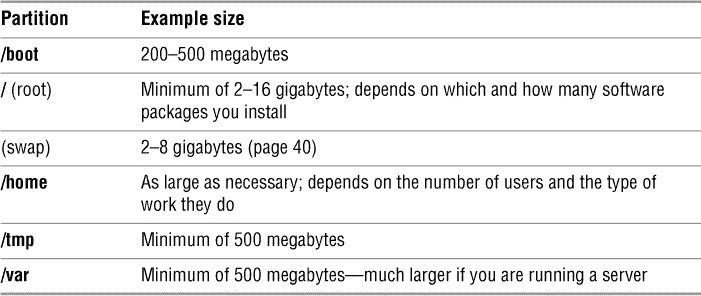 Partition Example size
/boot 200–500 megabytes
/ (root) Minimum of 2–16 gigabytes; depends on which and how many software
packages you install
(swap) 2–8 gigabytes (page 40)
/home As large as necessary; depends on the number of users and the type of
work they do
/tmp Minimum of 500 megabytes
/var Minimum of 500 megabytes—much larger if you are running a server